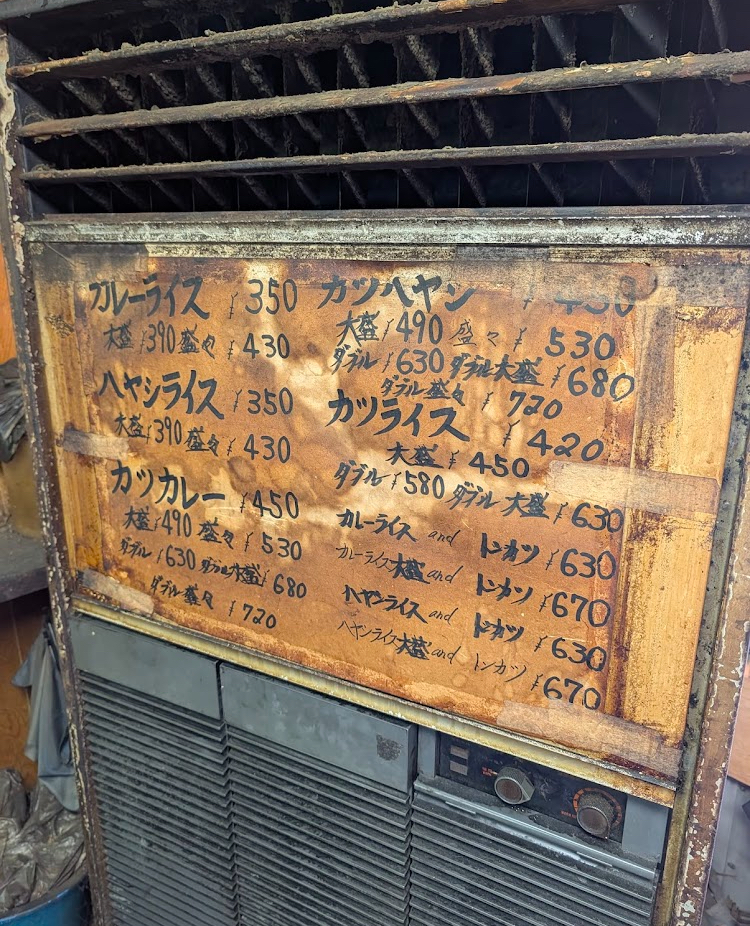 カレーライス ¥350
大盛 ¥390 盛々 ¥430
ハヤシライス ¥350
大盛 ¥390 盛々 ¥430
カツカレー ¥450
大盛 ¥490 盛々 ¥530
ダブル ¥630 ダブル大盛 ¥680
ダブル盛々 ¥720
カツハヤシ ¥450
大盛 ¥490 盛々 ¥530
ダブル ¥630 ダブル大盛 ¥680
ダブル盛々 ¥720
カツライス ¥420
大盛 ¥450
ダブル ¥580 ダブル大盛 ¥630
カレーライス and トンカツ ¥630
カレーライス大盛 and トンカツ ¥670
ハヤシライス and トンカツ ¥630
ハヤシライス大盛 and トンカツ ¥670